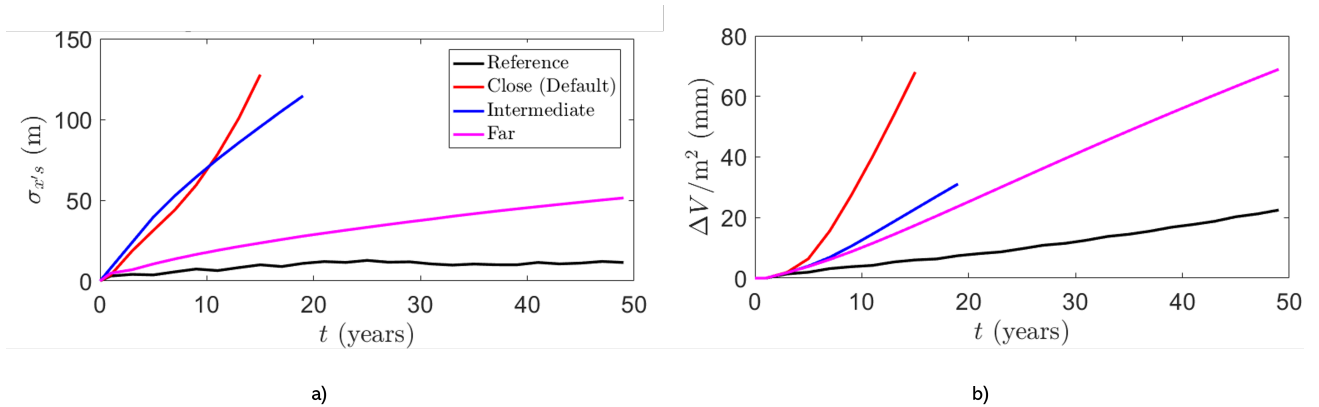 150
100
50
0
σx's (m)
0 10 20 30 40 50
t (years)
Reference
Close (Default)
Intermediate
Far
80
60
40
20
0
ΔV/m² (mm)
0 10 20 30 40 50
t (years)
a)
b)